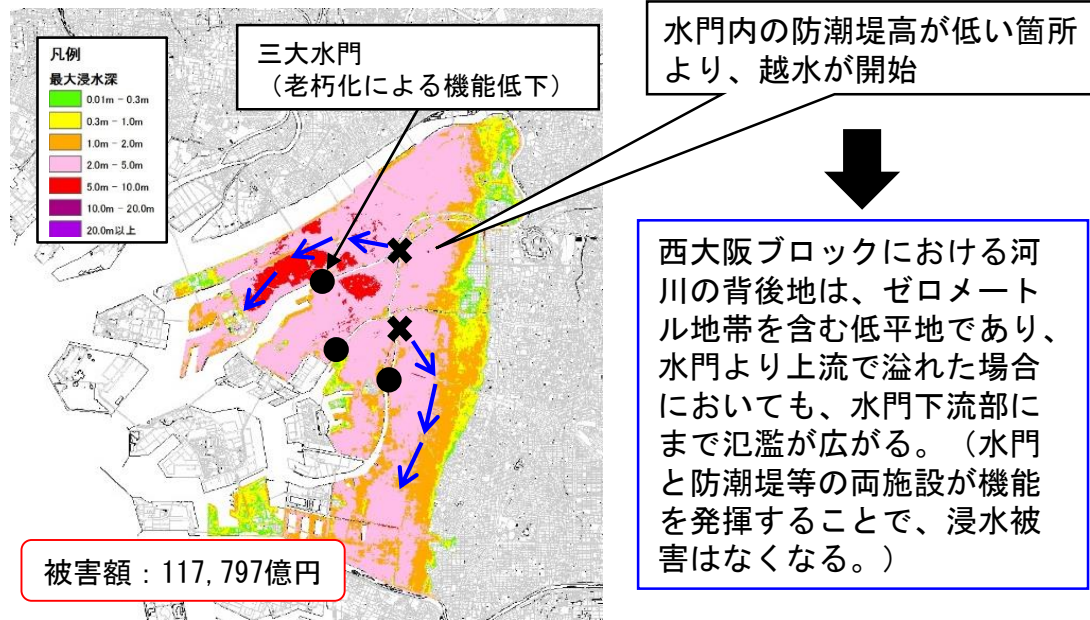 凡例
最大浸水深
0.01m － 0.3m
0.3m － 1.0m
1.0m － 2.0m
2.0m － 5.0m
5.0m － 10.0m
10.0m － 20.0m
20.0m以上
三大水門
（老朽化による機能低下）
水門内の防潮堤高が低い箇所
より、越水が開始
西大阪ブロックにおける河
川の背後地は、ゼロメート
ル地帯を含む低平地であり、
水門より上流で溢れた場合
においても、水門下流部に
まで氾濫が広がる。（水門
と防潮堤等の両施設が機能
を発揮することで、浸水被
害はなくなる。）
被害額：117,797億円